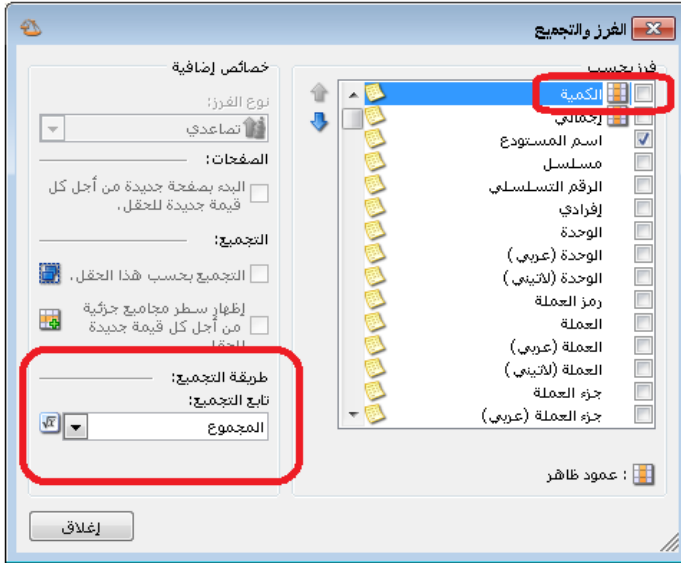 الفرز والتجميع
فرز بحسب
الكمية
إجمالي
اسم المستودع
مسلسل
الرقم التسلسلي
إفرادي
الوحدة
الوحدة (عربي)
الوحدة (لاتيني)
رمز العملة
العملة
العملة (عربي)
العملة (لاتيني)
جزء العملة
جزء العملة (عربي)
: عمود ظاهر
خصائص إضافية
نوع الفرز:
تصاعدي
الصفحات:
البدء بصفحة جديدة من أجل كل
قيمة جديدة للحقل.
التجميع:
التجميع بحسب هذا الحقل.
إظهار سطر مجاميع جزئية
من أجل كل قيمة جديدة
للحقل
طريقة التجميع:
تابع التجميع:
المجموع
إغلاق